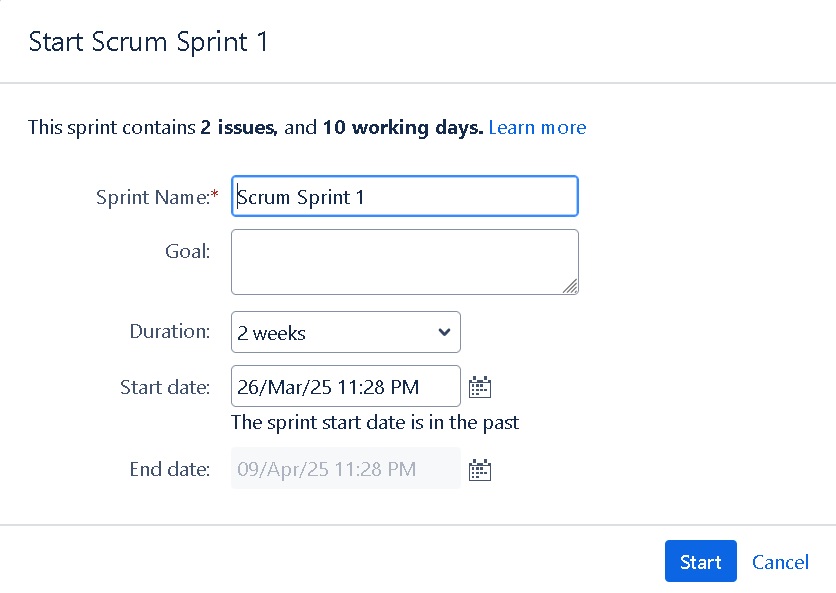 Start Scrum Sprint 1
This sprint contains 2 issues, and 10 working days. Learn more
Sprint Name:* Scrum Sprint 1
Goal:
Duration: 2 weeks
Start date: 26/Mar/25 11:28 PM
The sprint start date is in the past
End date: 09/Apr/25 11:28 PM
Start Cancel